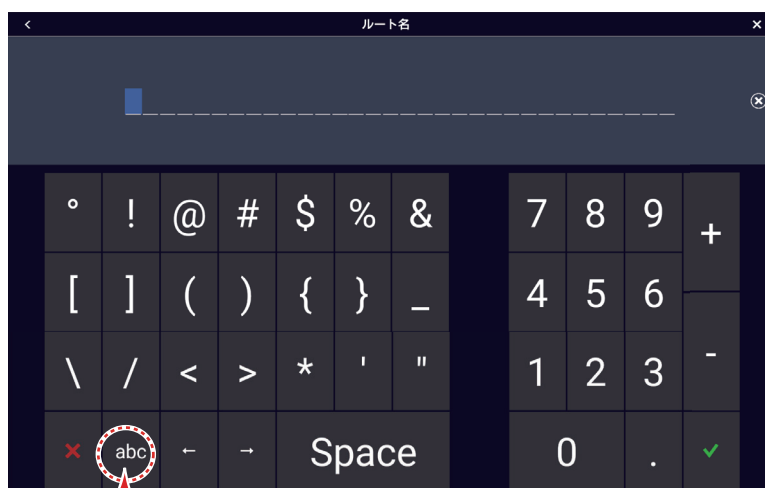 < ルート名 ×
° ! @ # $ % & 7 8 9 +
[ ] ( ) { } _ 4 5 6
\ / < > * ' " 1 2 3 -
× abc ← → Space 0 . ✓